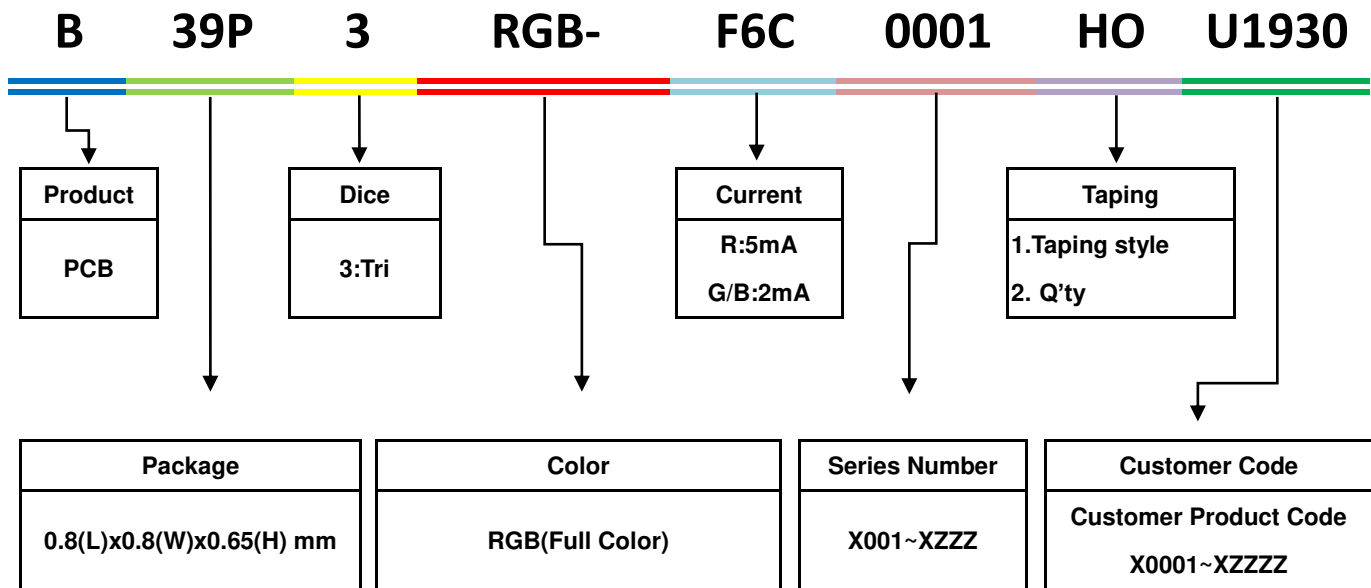 B 39P 3 RGB- F6C 0001 HO U1930
Product
PCB
Dice
3:Tri
Current
R:5mA
G/B:2mA
Taping
1.Taping style
2. Q'ty
Package
0.8(L)x0.8(W)x0.65(H) mm
Color
RGB(Full Color)
Series Number
X001~XZZZ
Customer Code
Customer Product Code
X0001~XZZZZ